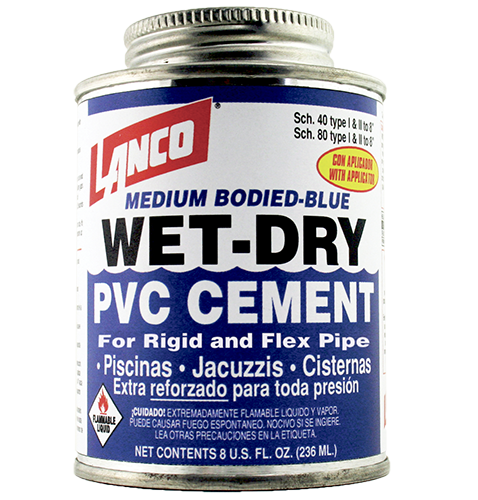 Sch. 40 type I & II to 8"
Sch. 80 type I & II to 8"
LANCO
CON APLICADOR
WITH APPLICATOR
MEDIUM BODIED-BLUE
WET-DRY
PVC CEMENT
For Rigid and Flex Pipe
• Piscinas • Jacuzzis • Cisternas
Extra reforzado para toda presión
FLAMMABLE
LIQUID
¡CUIDADO! EXTREMADAMENTE FLAMABLE LIQUIDO Y VAPOR.
PUEDE CAUSAR FUEGO ESPONTANEO. NOCIVO SI SE INGIERE.
LEA OTRAS PRECAUCIONES EN LA ETIQUETA.
NET CONTENTS 8 U.S. FL. OZ. (236 ML.)